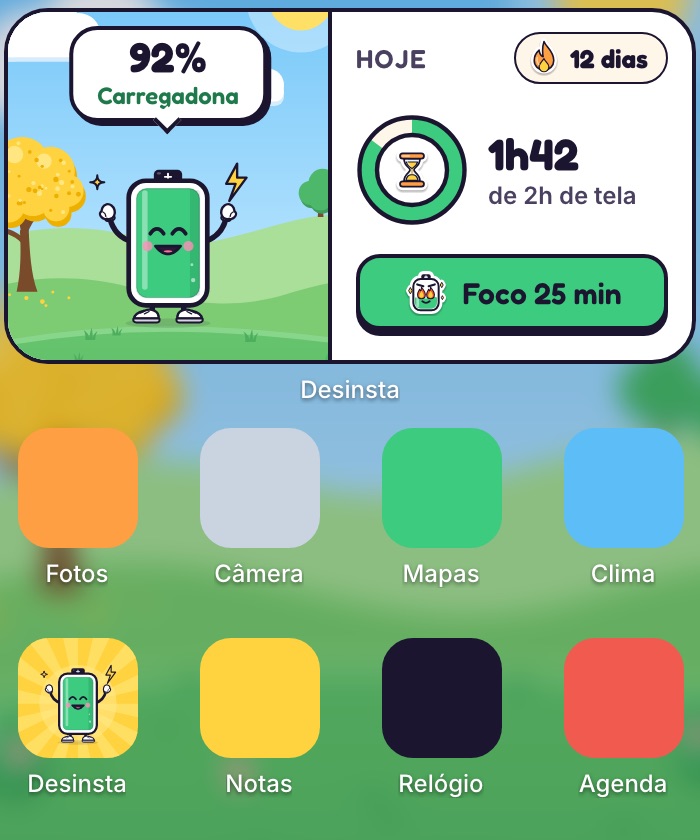 92%
Carregadona
HOJE
12 dias
1h42
de 2h de tela
Foco 25 min
Desinsta
Fotos
Câmera
Mapas
Clima
Desinsta
Notas
Relógio
Agenda